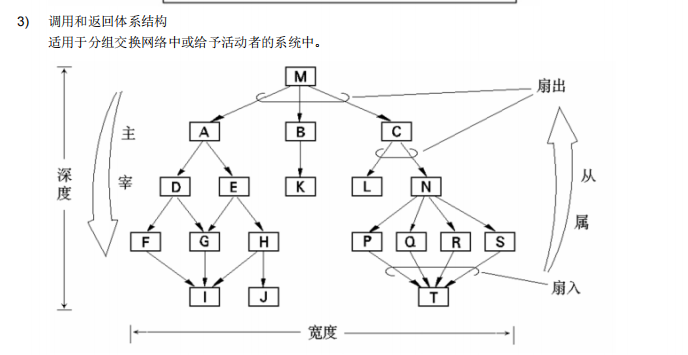 3) 调用和返回体系结构
适用于分组交换网络中或给予活动者的系统中。
M
扇出
A B C
主
宰
深度
D E K L N
从
属
F G H P Q R S
I J T
扇入
宽度